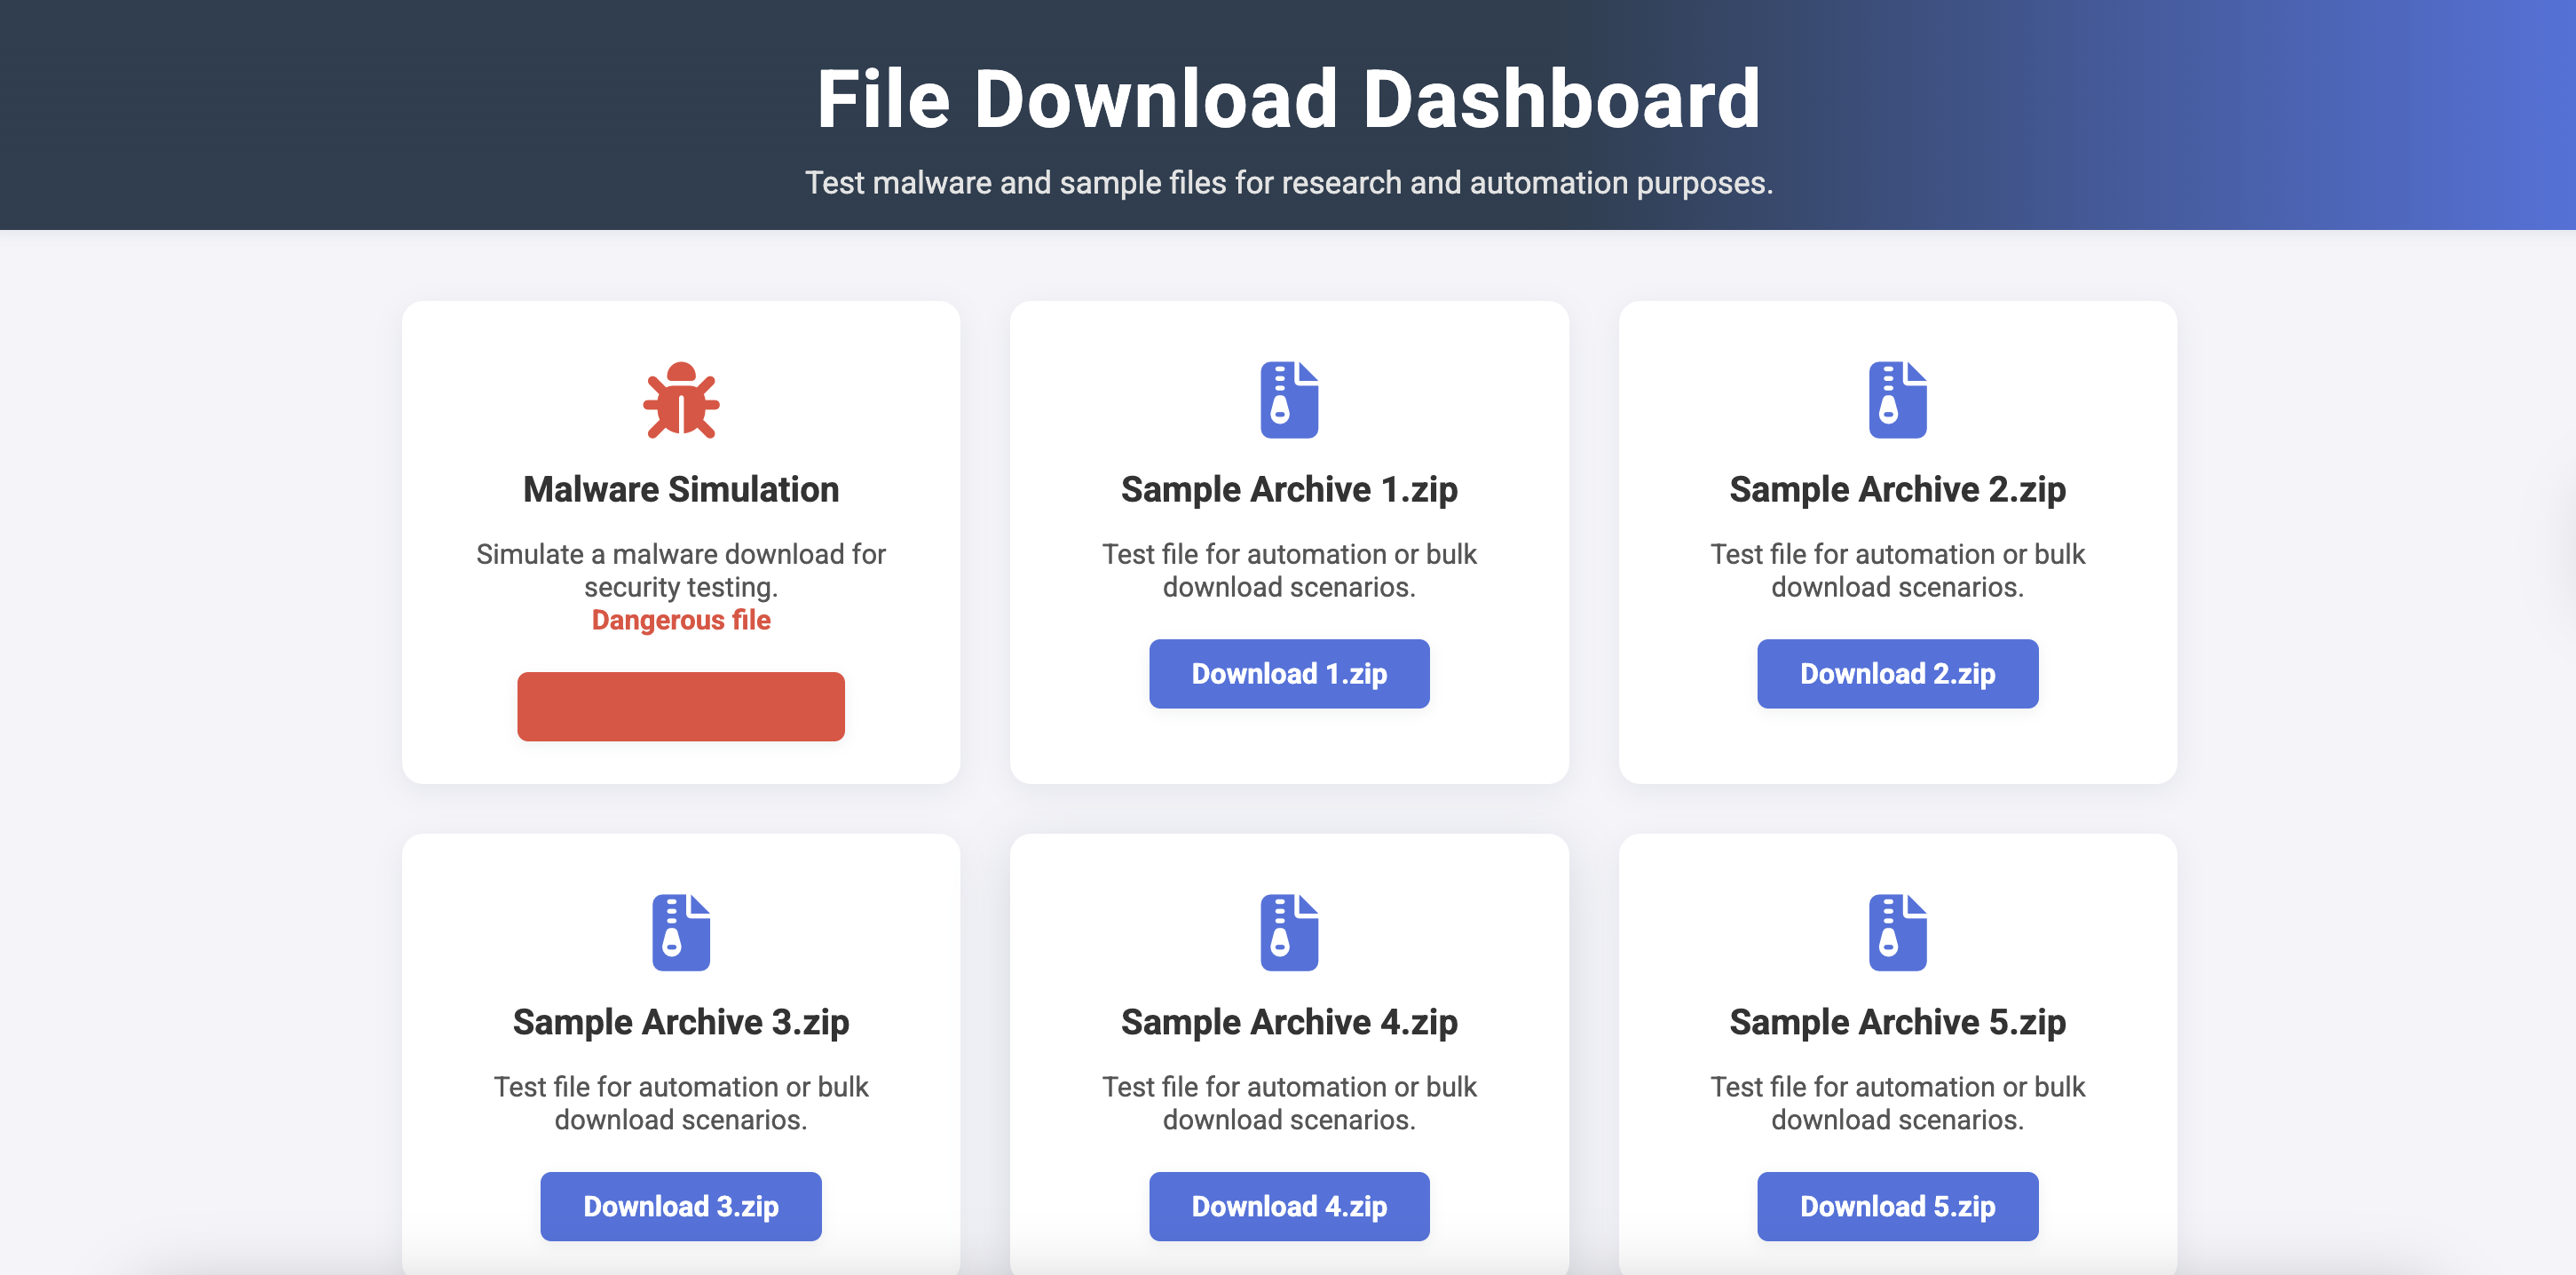 File Download Dashboard
Test malware and sample files for research and automation purposes.
Malware Simulation
Simulate a malware download for
security testing.
Dangerous file
Sample Archive 1.zip
Test file for automation or bulk
download scenarios.
Download 1.zip
Sample Archive 2.zip
Test file for automation or bulk
download scenarios.
Download 2.zip
Sample Archive 3.zip
Test file for automation or bulk
download scenarios.
Download 3.zip
Sample Archive 4.zip
Test file for automation or bulk
download scenarios.
Download 4.zip
Sample Archive 5.zip
Test file for automation or bulk
download scenarios.
Download 5.zip